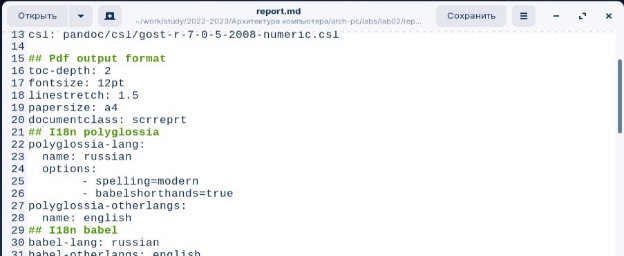 Открыть
report.md
~/work/study/2022-2023/Архитектура компьютера/arch-pc/labs/lab02/rep...
Сохранить
13 csl: pandoc/csl/gost-r-7-0-5-2008-numeric.csl
14
15 ## Pdf output format
16 toc-depth: 2
17 fontsize: 12pt
18 linestretch: 1.5
19 papersize: a4
20 documentclass: scrreprt
21 ## I18n polyglossia
22 polyglossia-lang:
23   name: russian
24   options:
25       - spelling=modern
26       - babelshorthands=true
27 polyglossia-otherlangs:
28   name: english
29 ## I18n babel
30 babel-lang: russian
31 babel-otherlangs: english